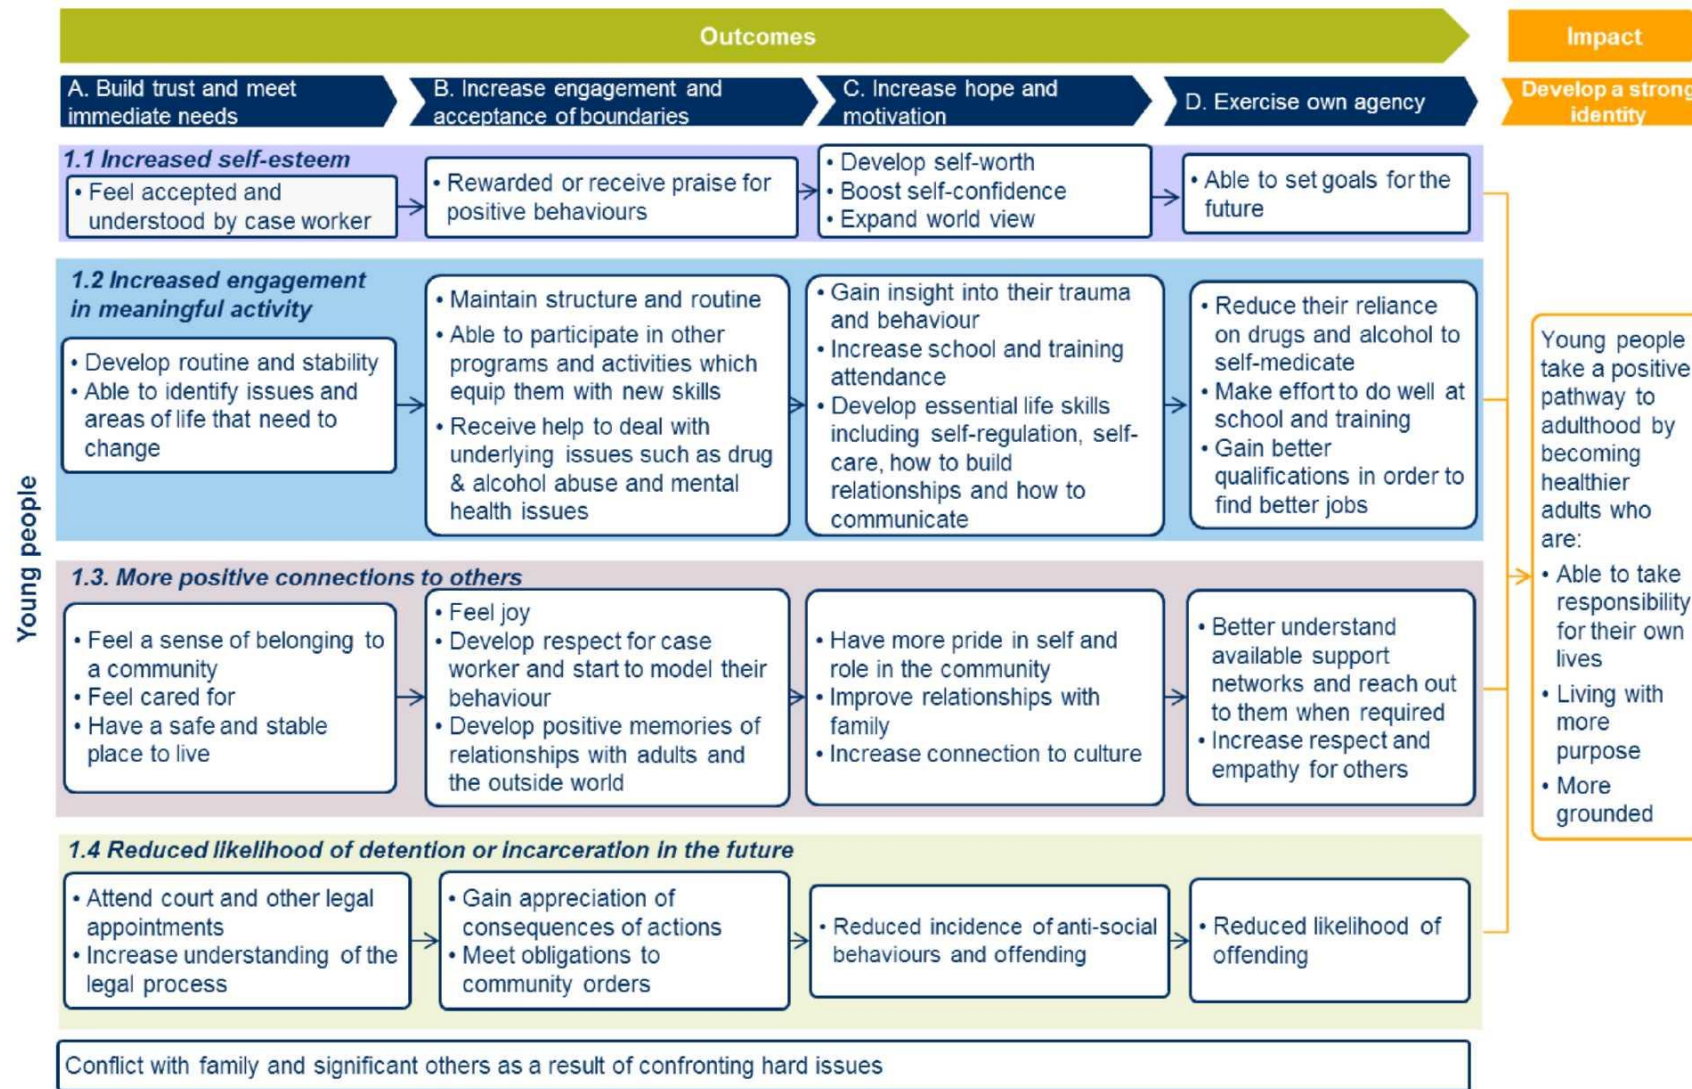 Outcomes
Impact
A. Build trust and meet
immediate needs
B. Increase engagement and
acceptance of boundaries
C. Increase hope and
motivation
D. Exercise own agency
Develop a strong
identity
Young people
1.1 Increased self-esteem
• Feel accepted and
understood by case worker
• Rewarded or receive praise for
positive behaviours
• Develop self-worth
• Boost self-confidence
• Expand world view
• Able to set goals for the
future
1.2 Increased engagement
in meaningful activity
• Develop routine and stability
• Able to identify issues and
areas of life that need to
change
• Maintain structure and routine
• Able to participate in other
programs and activities which
equip them with new skills
• Receive help to deal with
underlying issues such as drug
& alcohol abuse and mental
health issues
• Gain insight into their trauma
and behaviour
• Increase school and training
attendance
• Develop essential life skills
including self-regulation, self-
care, how to build
relationships and how to
communicate
• Reduce their reliance
on drugs and alcohol to
self-medicate
• Make effort to do well at
school and training
• Gain better
qualifications in order to
find better jobs
1.3. More positive connections to others
• Feel a sense of belonging to
a community
• Feel cared for
• Have a safe and stable
place to live
• Feel joy
• Develop respect for case
worker and start to model their
behaviour
• Develop positive memories of
relationships with adults and
the outside world
• Have more pride in self and
role in the community
• Improve relationships with
family
• Increase connection to culture
• Better understand
available support
networks and reach out
to them when required
• Increase respect and
empathy for others
1.4 Reduced likelihood of detention or incarceration in the future
• Attend court and other legal
appointments
• Increase understanding of the
legal process
• Gain appreciation of
consequences of actions
• Meet obligations to
community orders
• Reduced incidence of anti-social
behaviours and offending
• Reduced likelihood of
offending
Young people
take a positive
pathway to
adulthood by
becoming
healthier
adults who
are:
• Able to take
responsibility
for their own
lives
• Living with
more
purpose
• More
grounded
Conflict with family and significant others as a result of confronting hard issues